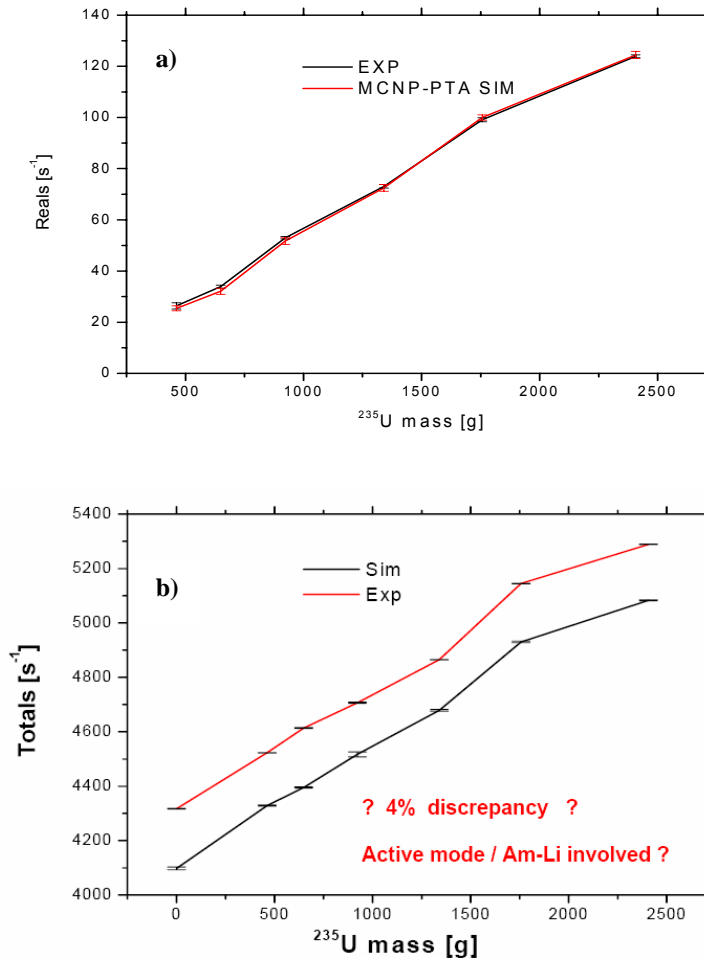 140
120
100
80
60
40
20
0
Reals [s⁻¹]
a)
EXP
MCNP-PTA SIM
500 1000 1500 2000 2500
²³⁵U mass [g]
5400
5200
5000
4800
4600
4400
4200
4000
Totals [s⁻¹]
b)
Sim
Exp
? 4% discrepancy ?
Active mode / Am-Li involved ?
0 500 1000 1500 2000 2500
²³⁵U mass [g]